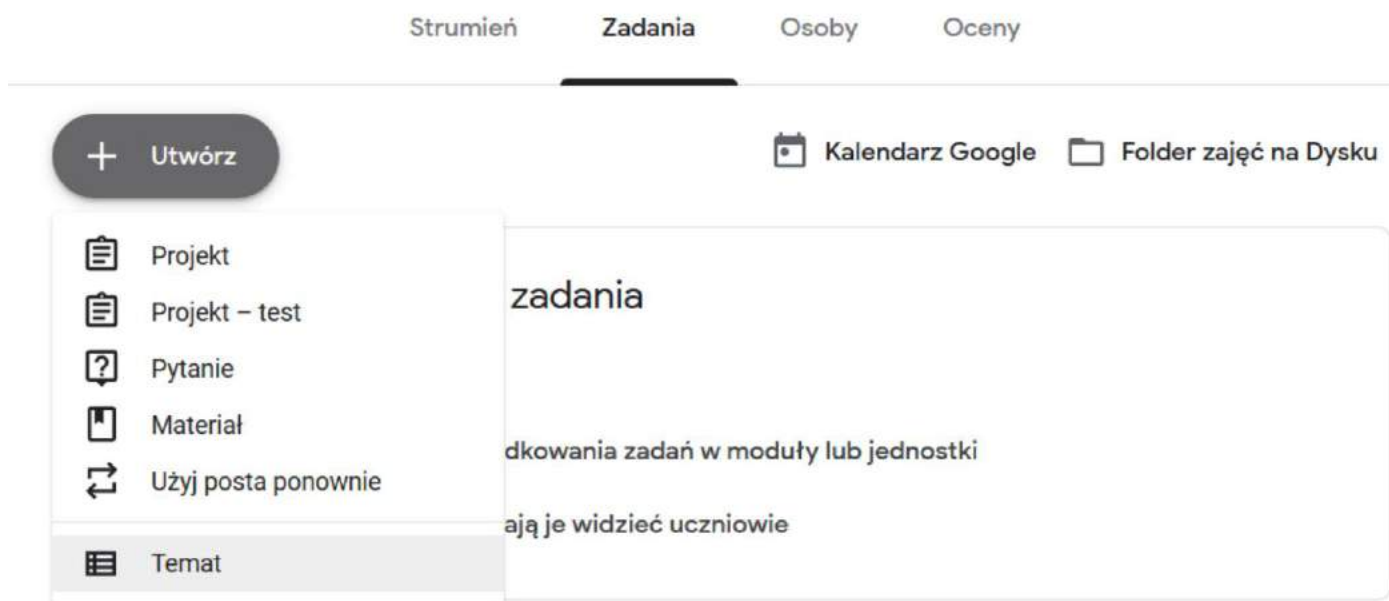 Strumień Zadania Osoby Oceny
Utwórz Kalendarz Google Folder zajęć na Dysku
Projekt
zadania
Projekt – test
Pytanie
Materiał
dkowania zadań w moduły lub jednostki
Użyj posta ponownie
ają je widzieć uczniowie
Temat